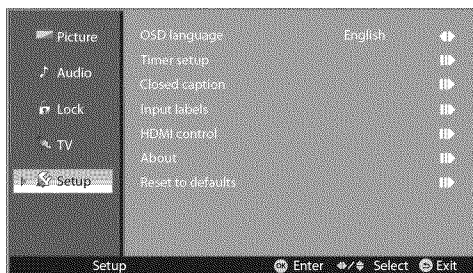 Picture
Audio
Lock
TV
Setup
OSD language English
Timer setup
Closed caption
Input labels
HDMI control
About
Reset to defaults
Setup OK Enter Select Exit